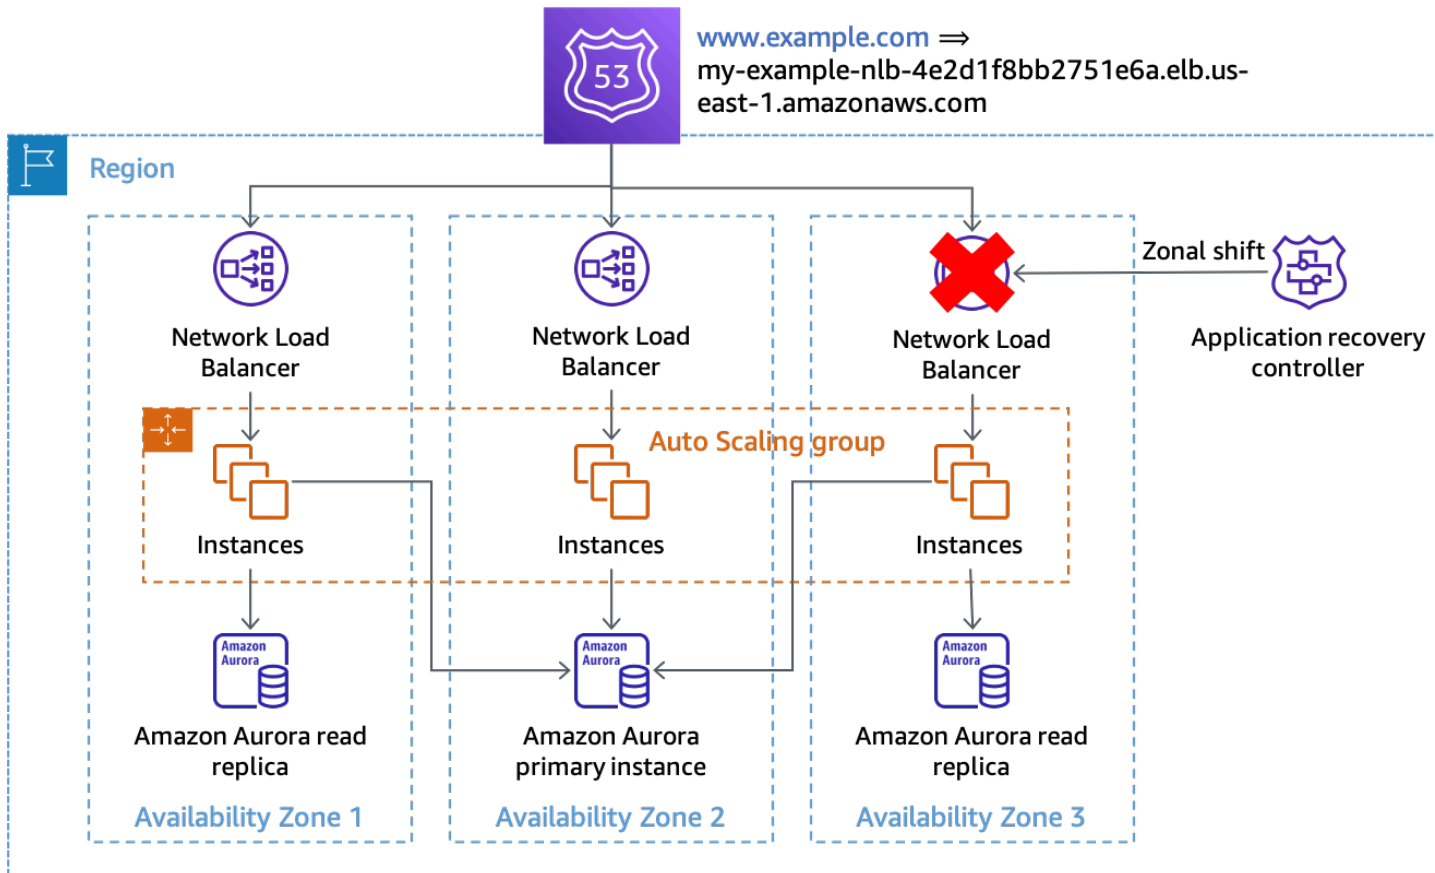 53
www.example.com ⟹
my-example-nlb-4e2d1f8bb2751e6a.elb.us-
east-1.amazonaws.com
Region
Zonal shift
Application recovery
controller
Network Load
Balancer
Network Load
Balancer
Network Load
Balancer
Auto Scaling group
Instances
Instances
Instances
Amazon
Aurora
Amazon
Aurora
Amazon
Aurora
Amazon Aurora read
replica
Amazon Aurora
primary instance
Amazon Aurora read
replica
Availability Zone 1
Availability Zone 2
Availability Zone 3